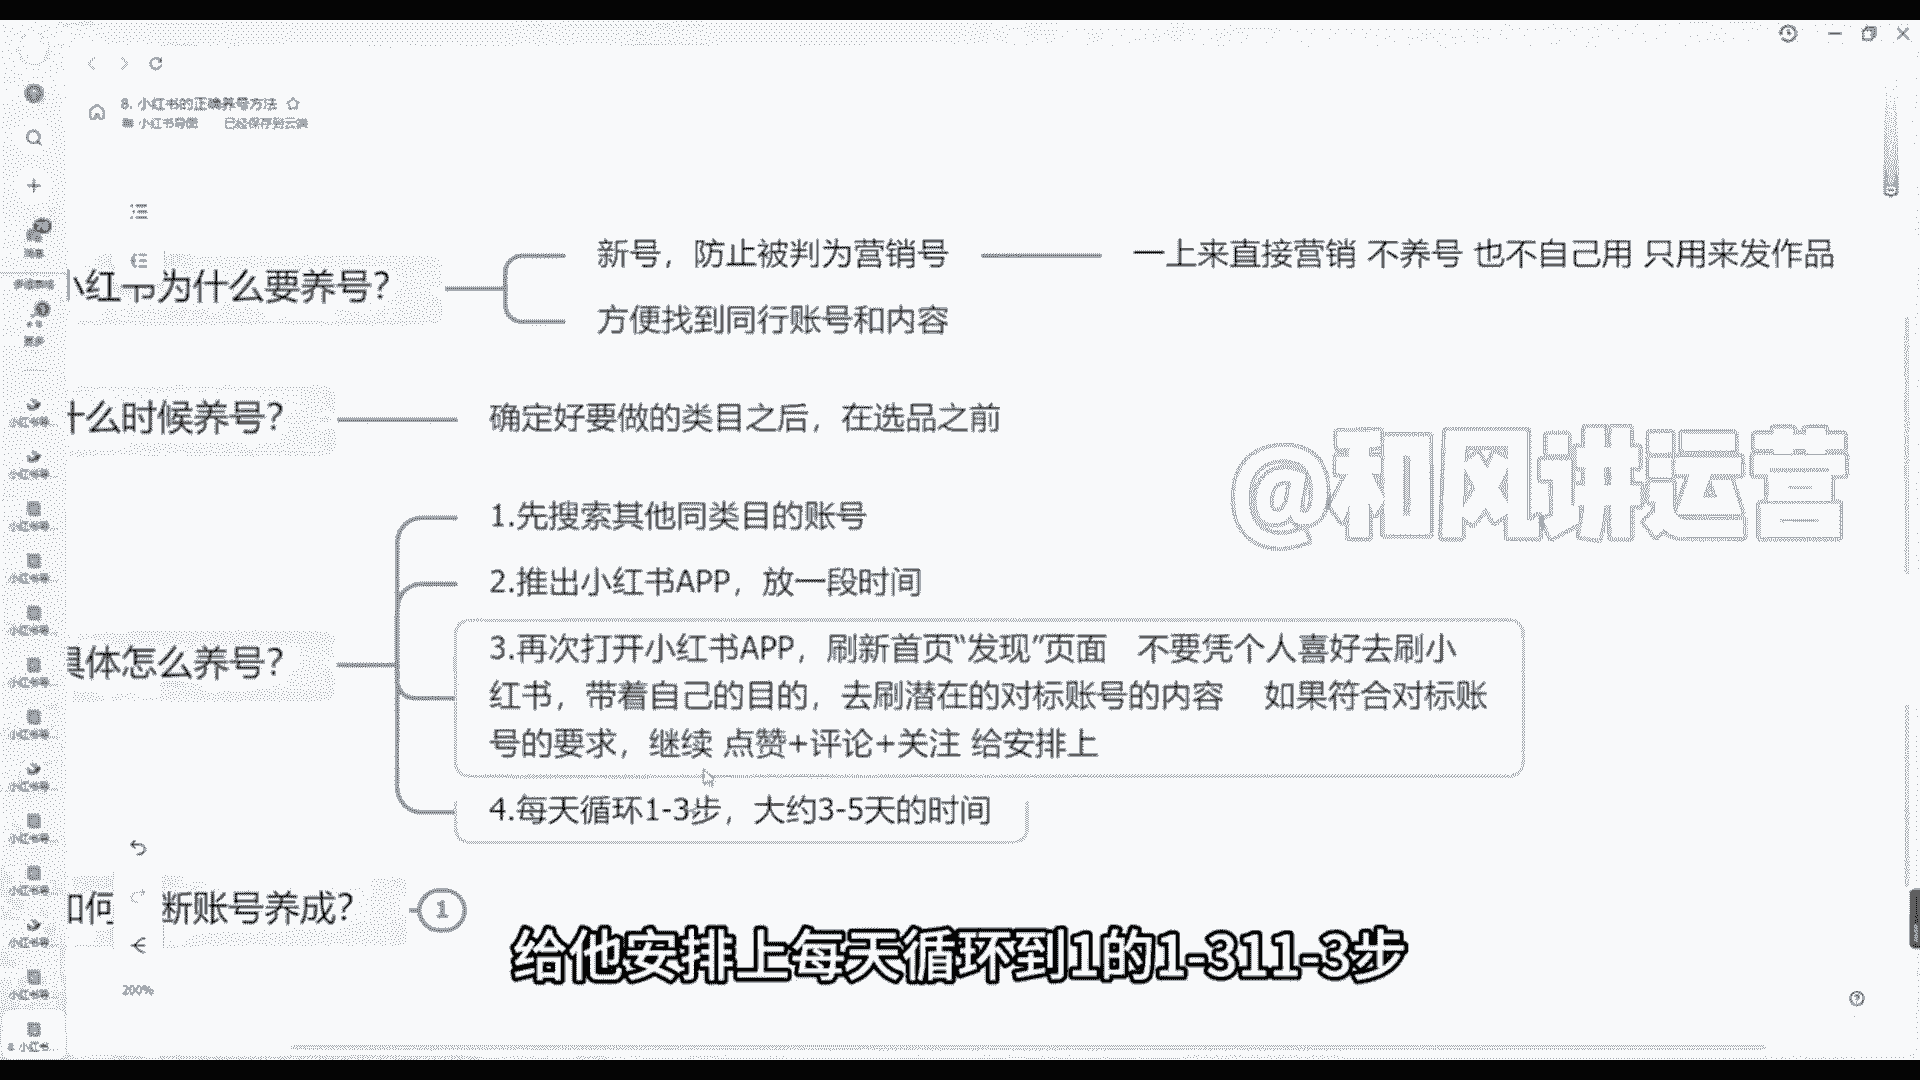 8. 小红书的正确养号方法
小红书导图 已经保存到云端
小红书为什么要养号？
新号，防止被判为营销号
一上来直接营销 不养号 也不自己用 只用来发作品
方便找到同行账号和内容
什么时候养号？
确定好要做的类目之后，在选品之前
@和风讲运营
具体怎么养号？
1.先搜索其他同类目的账号
2.推出小红书APP，放一段时间
3.再次打开小红书APP，刷新首页“发现”页面 不要凭个人喜好去刷小
红书，带着自己的目的，去刷潜在的对标账号的内容 如果符合对标账
号的要求，继续 点赞+评论+关注 给安排上
4.每天循环1-3步，大约3-5天的时间
如何 断账号养成？
1
给他安排上每天循环到1的1-311-3步
200%
消息
更多
8 小红书...